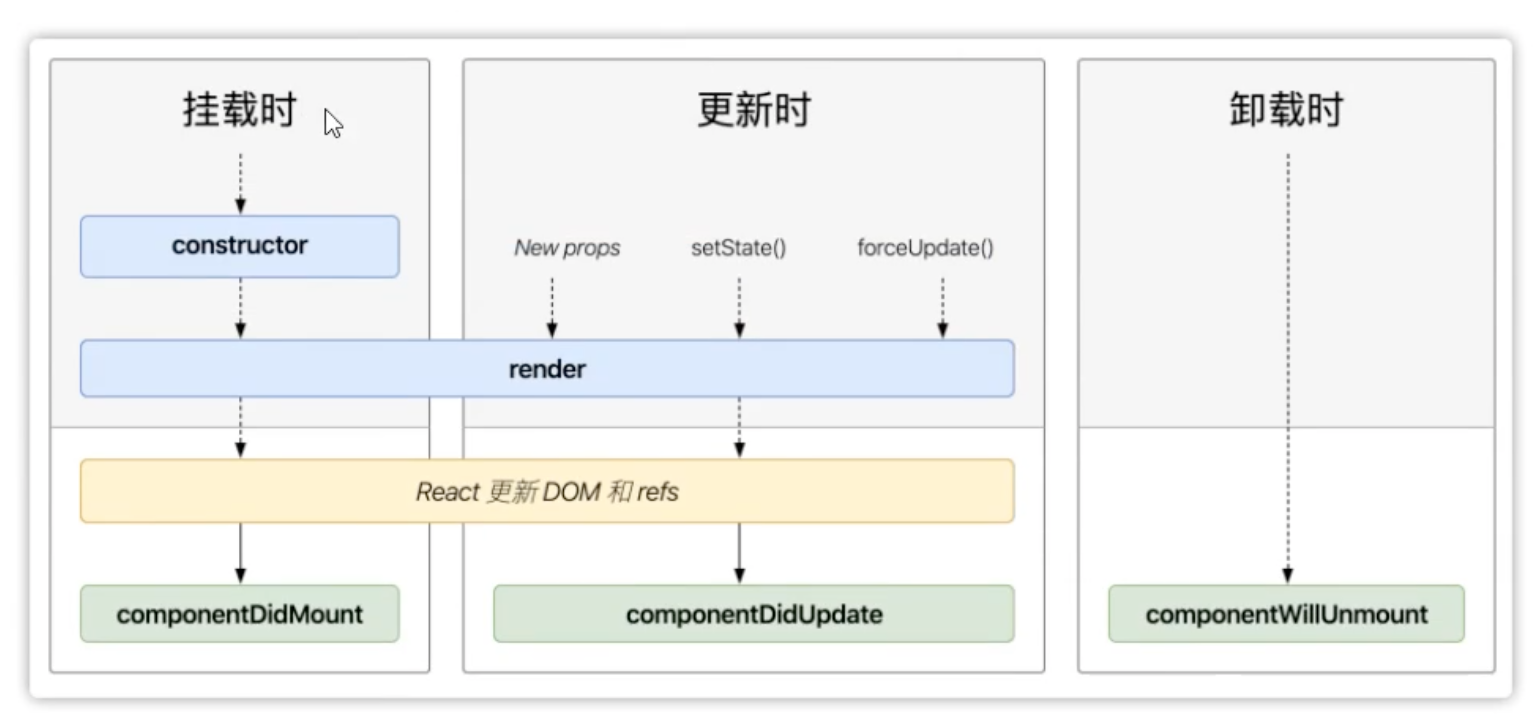 挂载时
更新时
卸载时
constructor
New props
setState()
forceUpdate()
render
React 更新 DOM 和 refs
componentDidMount
componentDidUpdate
componentWillUnmount